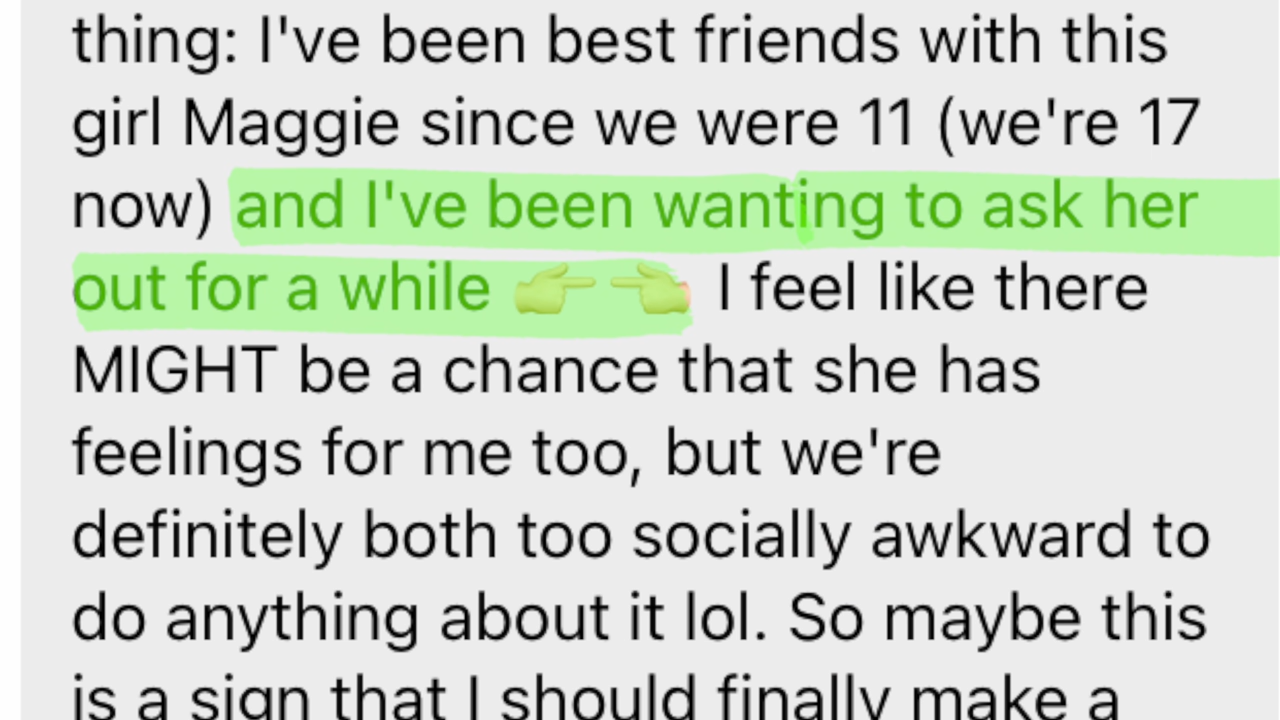 thing: I've been best friends with this
girl Maggie since we were 11 (we're 17
now) and I've been wanting to ask her
out for a while 👉👈 I feel like there
MIGHT be a chance that she has
feelings for me too, but we're
definitely both too socially awkward to
do anything about it lol. So maybe this
is a sign that I should finally make a